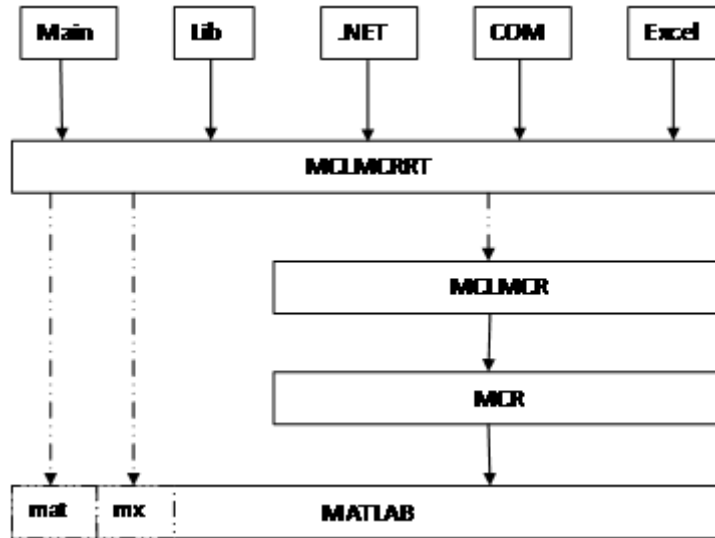 Main Lib .NET COM Excel
MCLMCRRT
MCLMCR
MCR
mat mx MATLAB